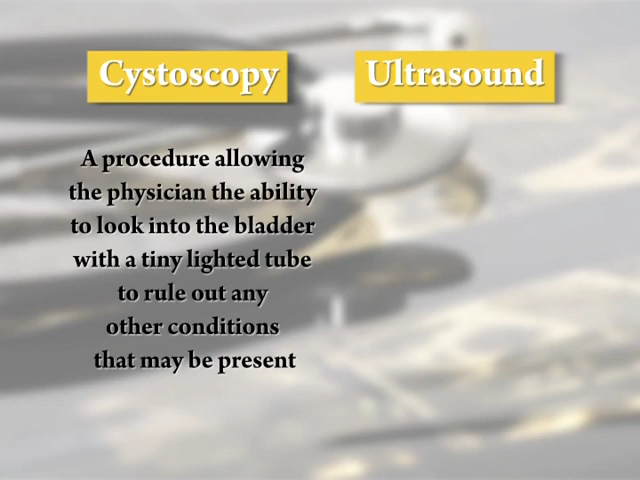 Cystoscopy
Ultrasound
A procedure allowing
the physician the ability
to look into the bladder
with a tiny lighted tube
to rule out any
other conditions
that may be present